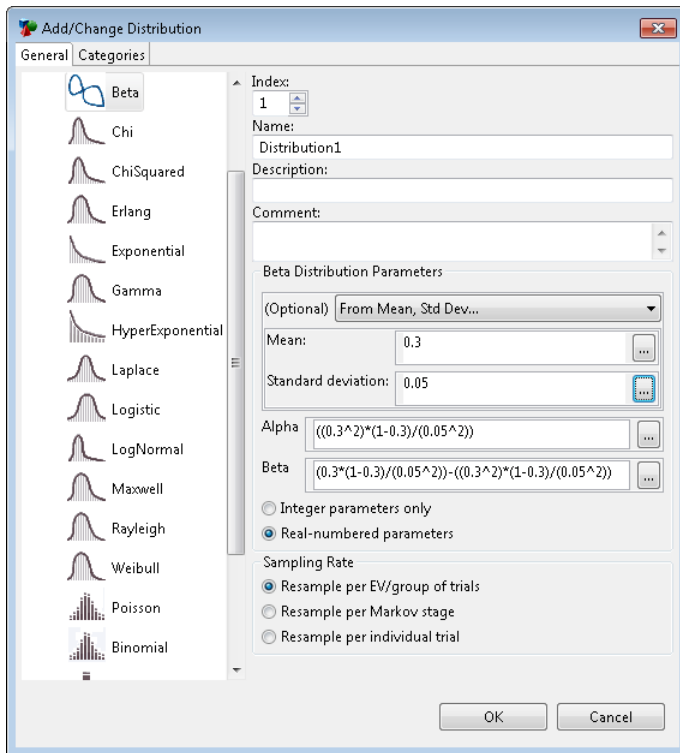 Add/Change Distribution
General Categories
Beta
Chi
ChiSquared
Erlang
Exponential
Gamma
HyperExponential
Laplace
Logistic
LogNormal
Maxwell
Rayleigh
Weibull
Poisson
Binomial
Index:
1
Name:
Distribution1
Description:
Comment:
Beta Distribution Parameters
(Optional) From Mean, Std Dev...
Mean: 0.3 ...
Standard deviation: 0.05 ...
Alpha ((0.3^2)*(1-0.3)/(0.05^2)) ...
Beta (0.3*(1-0.3)/(0.05^2))-((0.3^2)*(1-0.3)/(0.05^2)) ...
Integer parameters only
Real-numbered parameters
Sampling Rate
Resample per EV/group of trials
Resample per Markov stage
Resample per individual trial
OK Cancel